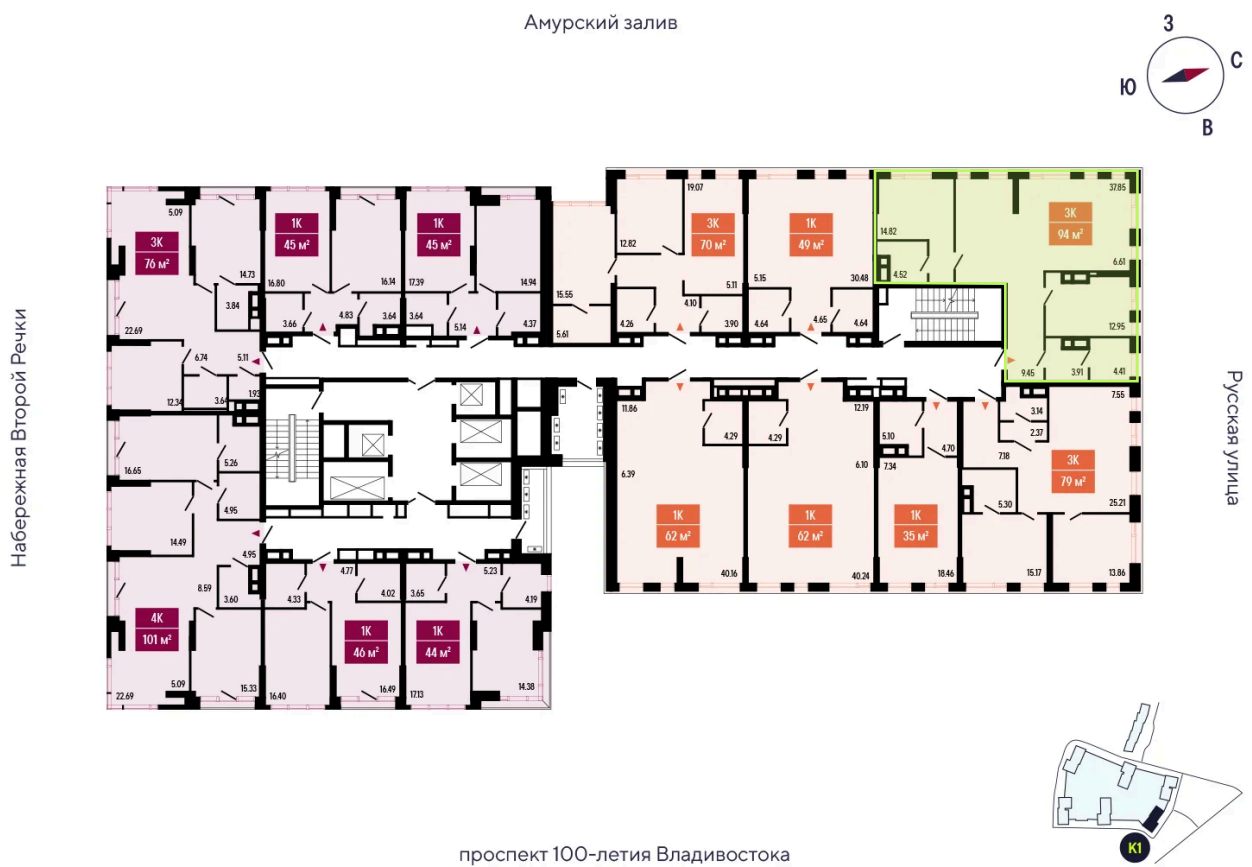 Амурский залив
З
С
Ю
В
Набережная Второй Речки
Русская улица
5.09
3К
76 м²
14.73
3.84
22.69
6.74
5.11
12.34
3.64
1.93
1К
45 м²
16.80
16.14
3.66
4.83
3.64
1К
45 м²
17.39
14.94
3.64
5.14
4.37
15.55
5.61
19.07
3К
70 м²
12.82
5.11
4.26
4.10
3.90
1К
49 м²
5.15
30.48
4.64
4.65
4.64
37.85
3К
94 м²
14.82
4.52
6.61
12.95
9.45
3.91
4.41
16.65
5.26
4.95
14.49
4.95
8.59
3.60
4К
101 м²
22.69
5.09
15.33
4.33
4.77
4.02
1К
46 м²
16.40
16.49
3.65
5.23
4.19
1К
44 м²
17.13
14.38
11.86
4.29
6.39
1К
62 м²
40.16
12.19
4.29
6.10
1К
62 м²
40.24
5.10
4.70
7.34
1К
35 м²
18.46
7.55
3.14
2.37
7.18
3К
79 м²
5.30
25.21
15.17
13.86
К1
проспект 100-летия Владивостока